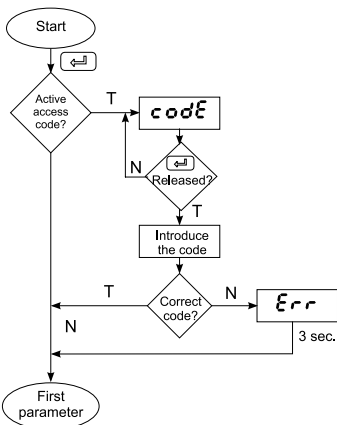 Start
Active
access
code?
T
codE
N
Released?
T
Introduce
the code
T
Correct
code?
N
Err
N
3 sec.
First
parameter